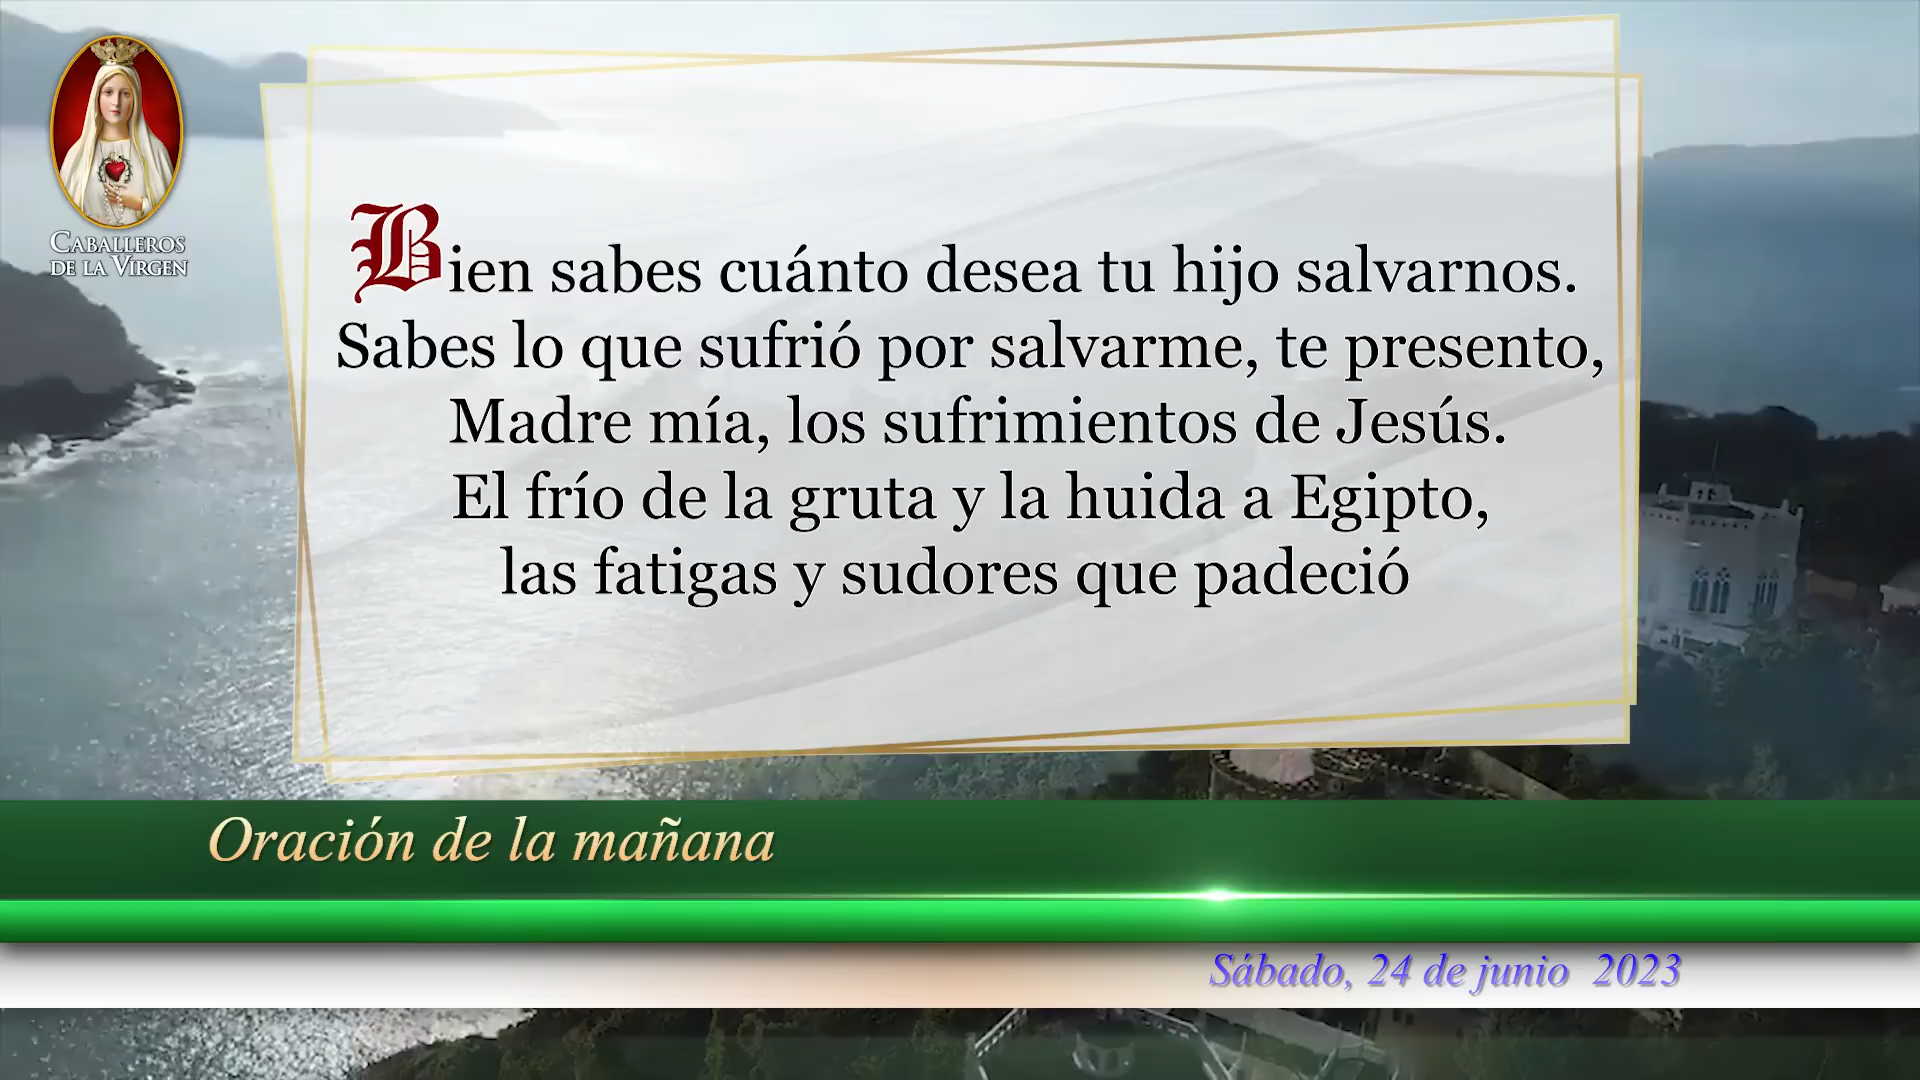 CABALLEROS
DE LA VIRGEN
Bien sabes cuánto desea tu hijo salvarnos.
Sabes lo que sufrió por salvarme, te presento,
Madre mía, los sufrimientos de Jesús.
El frío de la gruta y la huida a Egipto,
las fatigas y sudores que padeció
Oración de la mañana
Sábado, 24 de junio 2023